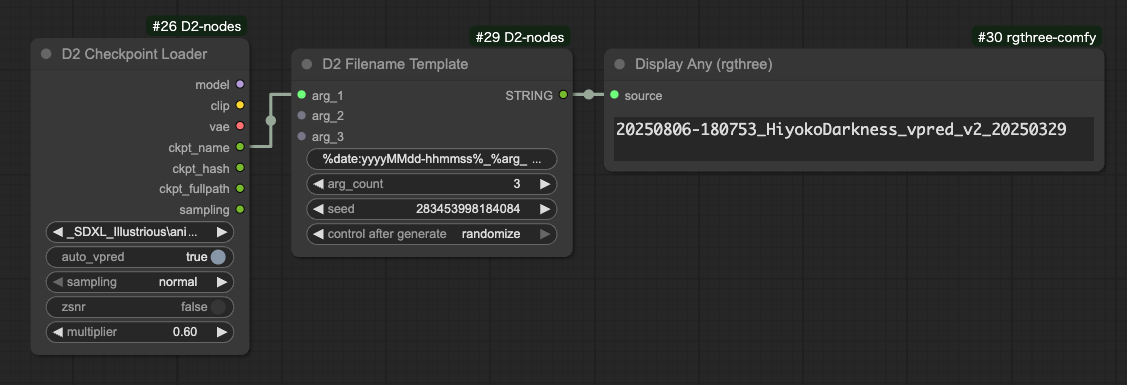 #26 D2-nodes
D2 Checkpoint Loader
model
clip
vae
ckpt_name
ckpt_hash
ckpt_fullpath
sampling
_SDXL_Illustrious\ani...
auto_vpred true
sampling normal
zsnr false
multiplier 0.60
#29 D2-nodes
D2 Filename Template
arg_1 STRING
arg_2
arg_3
%date:yyyyMMdd-hhmmss%_%arg_ ...
arg_count 3
seed 283453998184084
control after generate randomize
#30 rgthree-comfy
Display Any (rgthree)
source
20250806-180753_HiyokoDarkness_vpred_v2_20250329